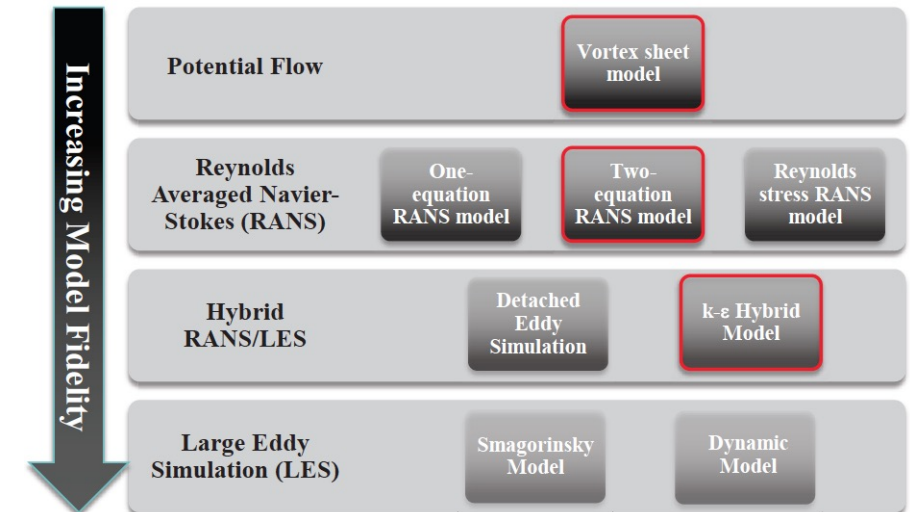 Increasing Model Fidelity
Potential Flow
Vortex sheet
model
Reynolds
Averaged Navier-
Stokes (RANS)
One-
equation
RANS model
Two-
equation
RANS model
Reynolds
stress RANS
model
Hybrid
RANS/LES
Detached
Eddy
Simulation
k-ε Hybrid
Model
Large Eddy
Simulation (LES)
Smagorinsky
Model
Dynamic
Model